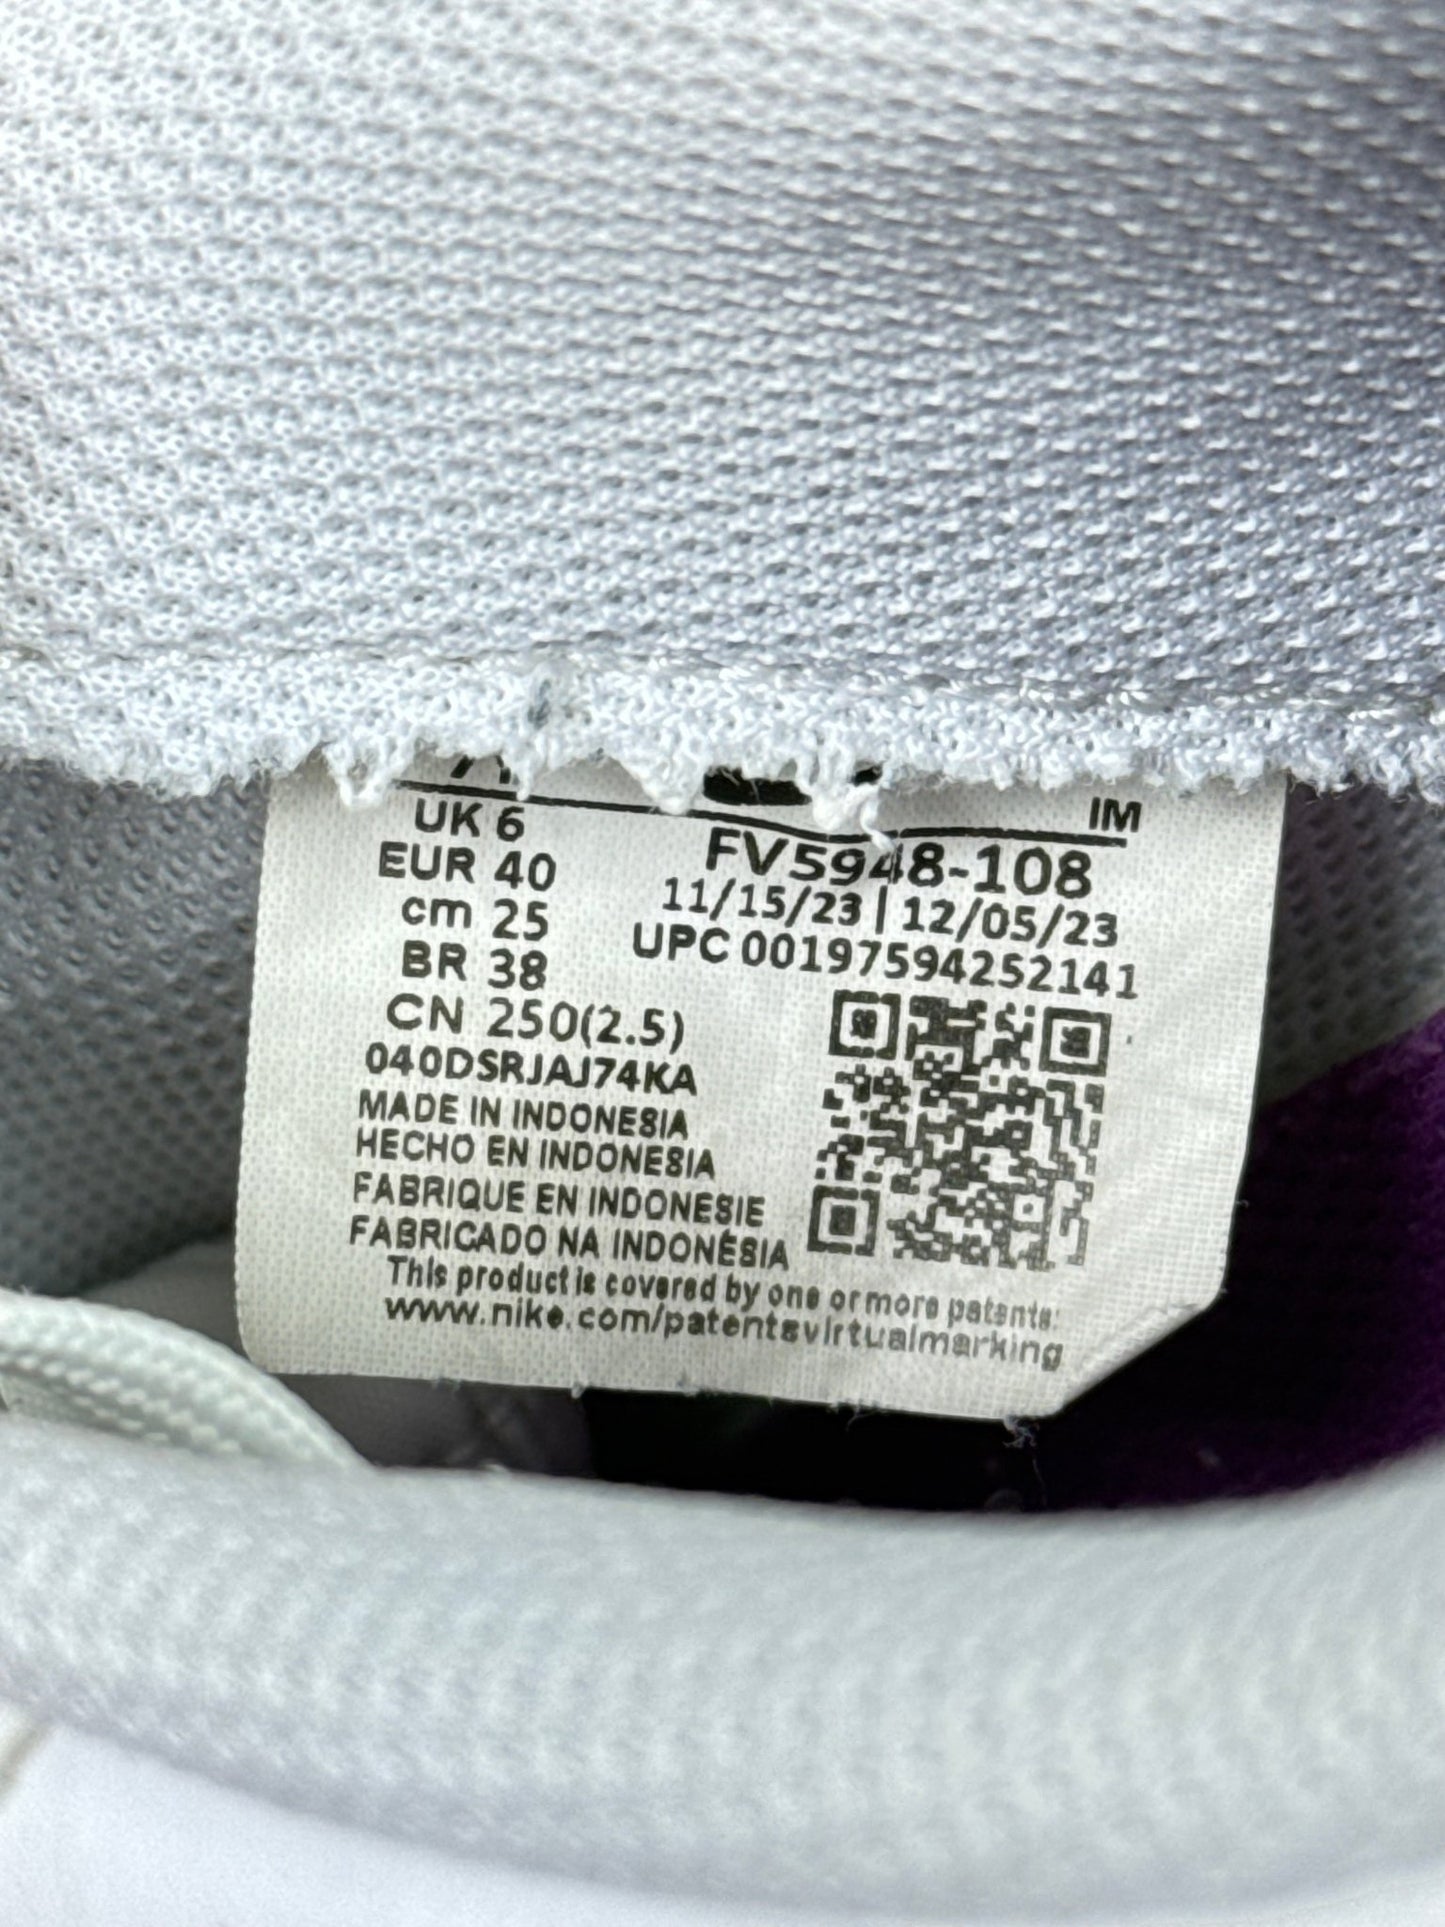 UK 6
EUR 40
cm 25
BR 38
CN 250(2.5)
040DSRJAJ74KA
IM
FV5948-108
11/15/23 | 12/05/23
UPC 00197594252141
MADE IN INDONESIA
HECHO EN INDONESIA
FABRIQUE EN INDONESIE
FABRICADO NA INDONÉSIA
This product is covered by one or more patents:
www.nike.com/patentsvirtualmarking